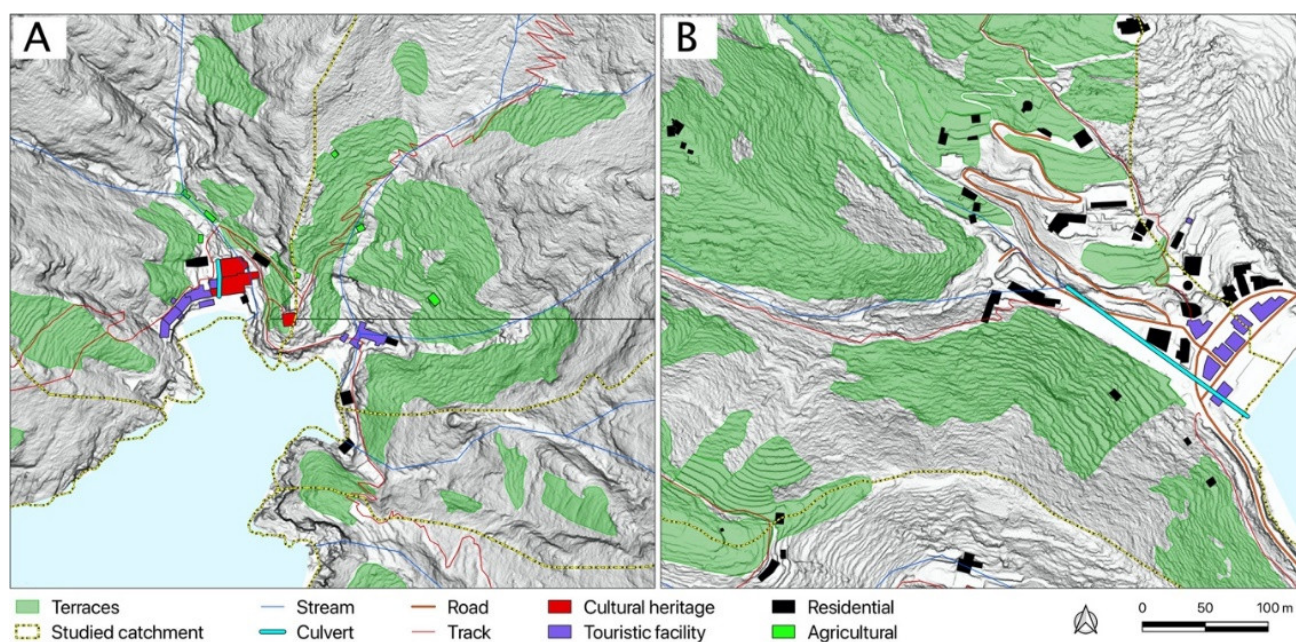 A
B
Terraces
Stream
Road
Cultural heritage
Residential
0 50 100 m
Studied catchment
Culvert
Track
Touristic facility
Agricultural